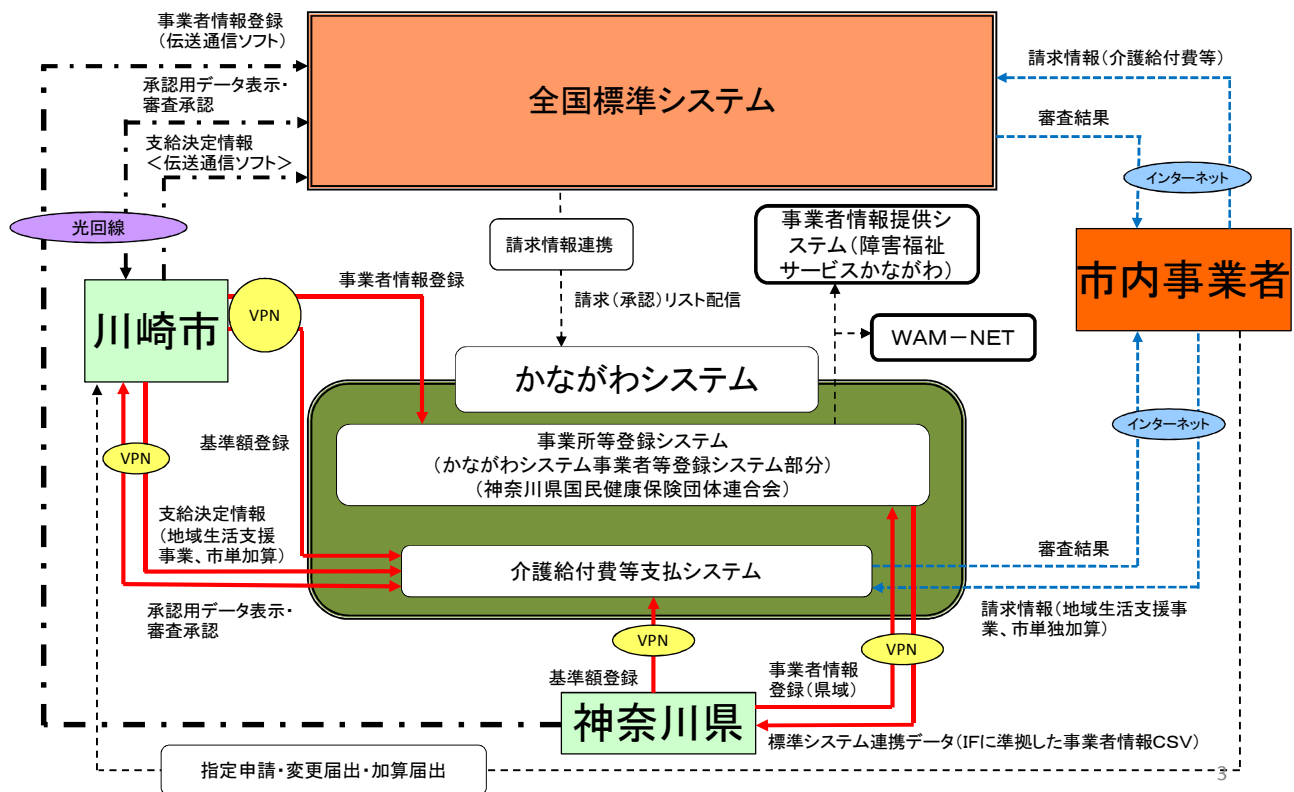 事業者情報登録
(伝送通信ソフト)
承認用データ表示・
審査承認
支給決定情報
<伝送通信ソフト>
全国標準システム
請求情報(介護給付費等)
審査結果
インターネット
光回線
請求情報連携
事業者情報提供シ
ステム(障害福祉
サービスかながわ)
市内事業者
事業者情報登録
VPN
川崎市
請求(承認)リスト配信
WAM-NET
かながわシステム
インターネット
基準額登録
VPN
事業所等登録システム
(かながわシステム事業者等登録システム部分)
(神奈川県国民健康保険団体連合会)
支給決定情報
(地域生活支援
事業、市単加算)
介護給付費等支払システム
審査結果
承認用データ表示・
審査承認
請求情報(地域生活支援事
業、市単独加算)
VPN
VPN
基準額登録
事業者情報
登録(県域)
神奈川県
標準システム連携データ(IFに準拠した事業者情報CSV)
指定申請・変更届出・加算届出
3